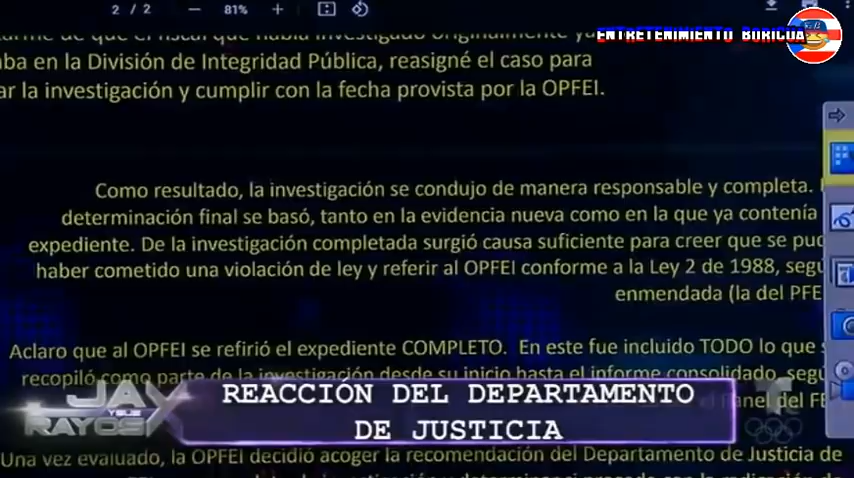 2 / 2 81%
ENTRETENIMIENTO BORICUA
de que el fiscal que había investigado originalmente
en la División de Integridad Pública, reasigné el caso para
la investigación y cumplir con la fecha provista por la OPFEI.
Como resultado, la investigación se condujo de manera responsable y completa.
determinación final se basó, tanto en la evidencia nueva como en la que ya contenía
expediente. De la investigación completada surgió causa suficiente para creer que se
haber cometido una violación de ley y referir al OPFEI conforme a la Ley 2 de 1988,
enmendada (la del
Aclaro que al OPFEI se refirió el expediente COMPLETO. En este fue incluido TODO lo que
recopiló como parte de la investigación desde su inicio hasta el informe consolidado,
Panel del
JAY
Y SUS
RAYOS X
REACCIÓN DEL DEPARTAMENTO
DE JUSTICIA
Una vez evaluado, la OPFEI decidió acoger la recomendación del Departamento de Justicia de